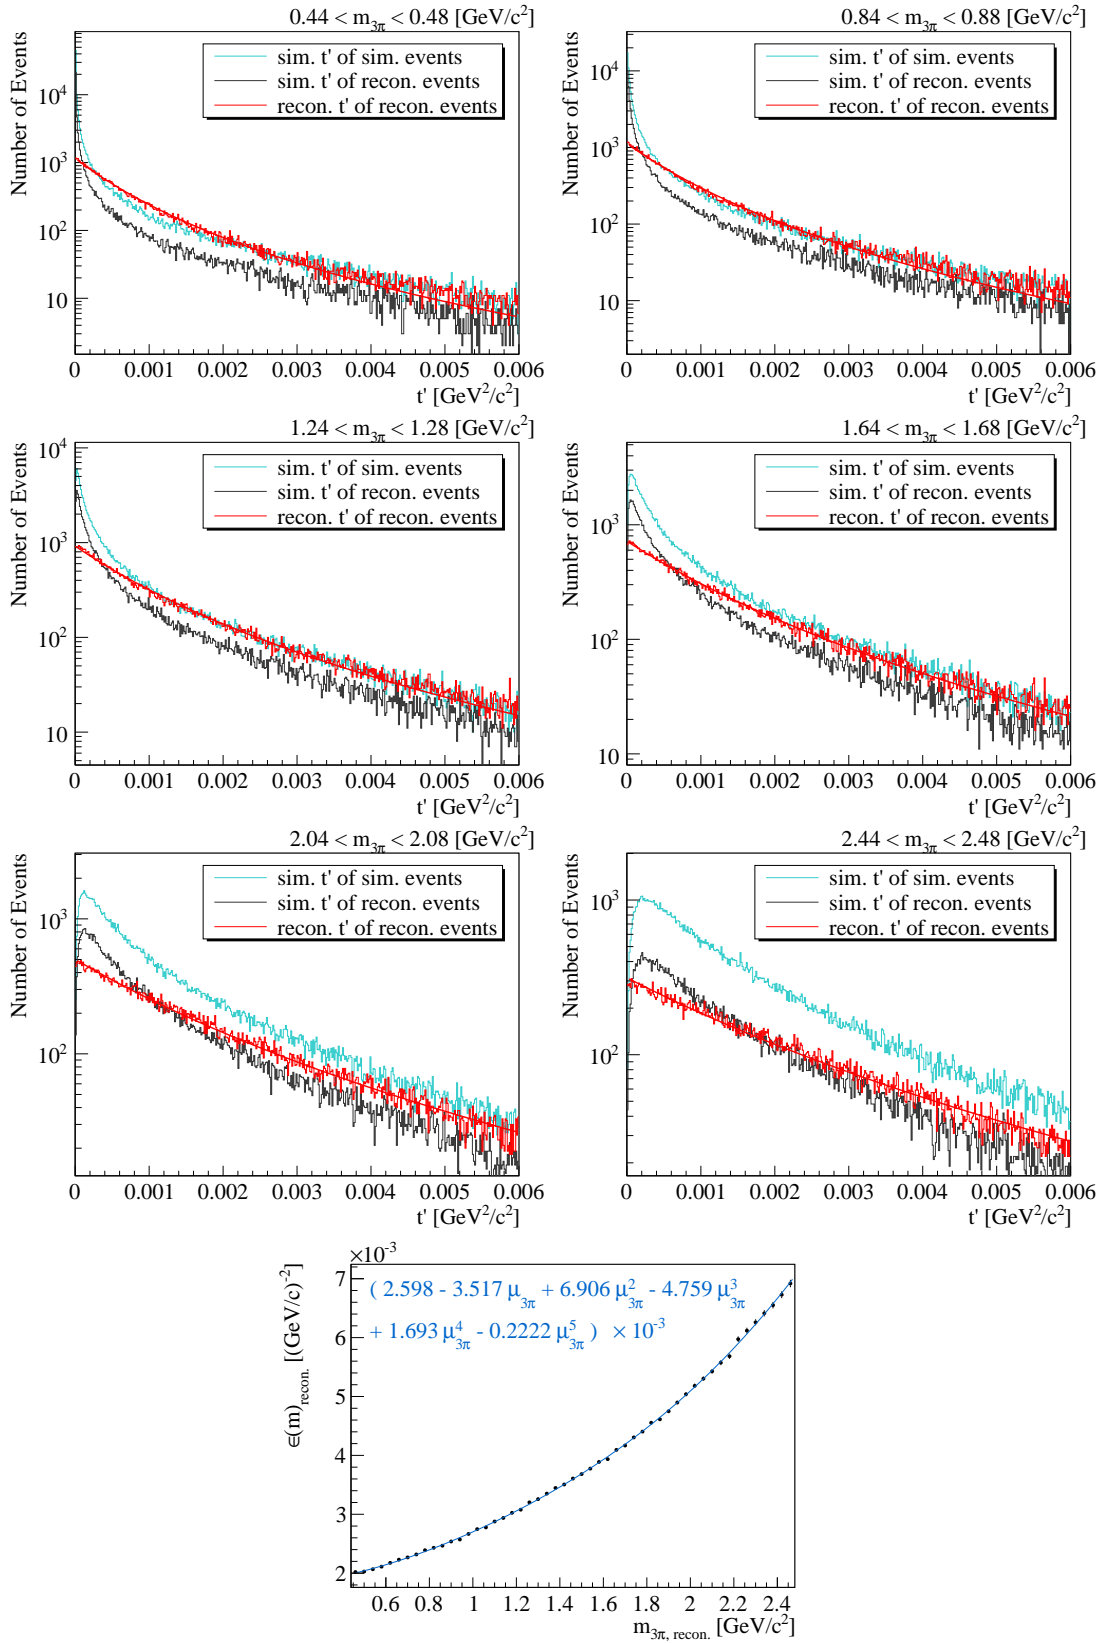 0.44 < m3π < 0.48 [GeV/c²]
Number of Events
sim. t' of sim. events
sim. t' of recon. events
recon. t' of recon. events
10⁴
10³
10²
10
0 0.001 0.002 0.003 0.004 0.005 0.006
t' [GeV²/c²]
0.84 < m3π < 0.88 [GeV/c²]
Number of Events
sim. t' of sim. events
sim. t' of recon. events
recon. t' of recon. events
10⁴
10³
10²
10
0 0.001 0.002 0.003 0.004 0.005 0.006
t' [GeV²/c²]
1.24 < m3π < 1.28 [GeV/c²]
Number of Events
sim. t' of sim. events
sim. t' of recon. events
recon. t' of recon. events
10⁴
10³
10²
10
0 0.001 0.002 0.003 0.004 0.005 0.006
t' [GeV²/c²]
1.64 < m3π < 1.68 [GeV/c²]
Number of Events
sim. t' of sim. events
sim. t' of recon. events
recon. t' of recon. events
10³
10²
10
0 0.001 0.002 0.003 0.004 0.005 0.006
t' [GeV²/c²]
2.04 < m3π < 2.08 [GeV/c²]
Number of Events
sim. t' of sim. events
sim. t' of recon. events
recon. t' of recon. events
10³
10²
0 0.001 0.002 0.003 0.004 0.005 0.006
t' [GeV²/c²]
2.44 < m3π < 2.48 [GeV/c²]
Number of Events
sim. t' of sim. events
sim. t' of recon. events
recon. t' of recon. events
10³
10²
0 0.001 0.002 0.003 0.004 0.005 0.006
t' [GeV²/c²]
×10⁻³
ϵ(m)recon. [(GeV/c)⁻²]
( 2.598 - 3.517 μ3π + 6.906 μ²3π - 4.759 μ³3π
+ 1.693 μ⁴3π - 0.2222 μ⁵3π ) × 10⁻³
7
6
5
4
3
2
0.6 0.8 1 1.2 1.4 1.6 1.8 2 2.2 2.4
m3π, recon. [GeV/c²]